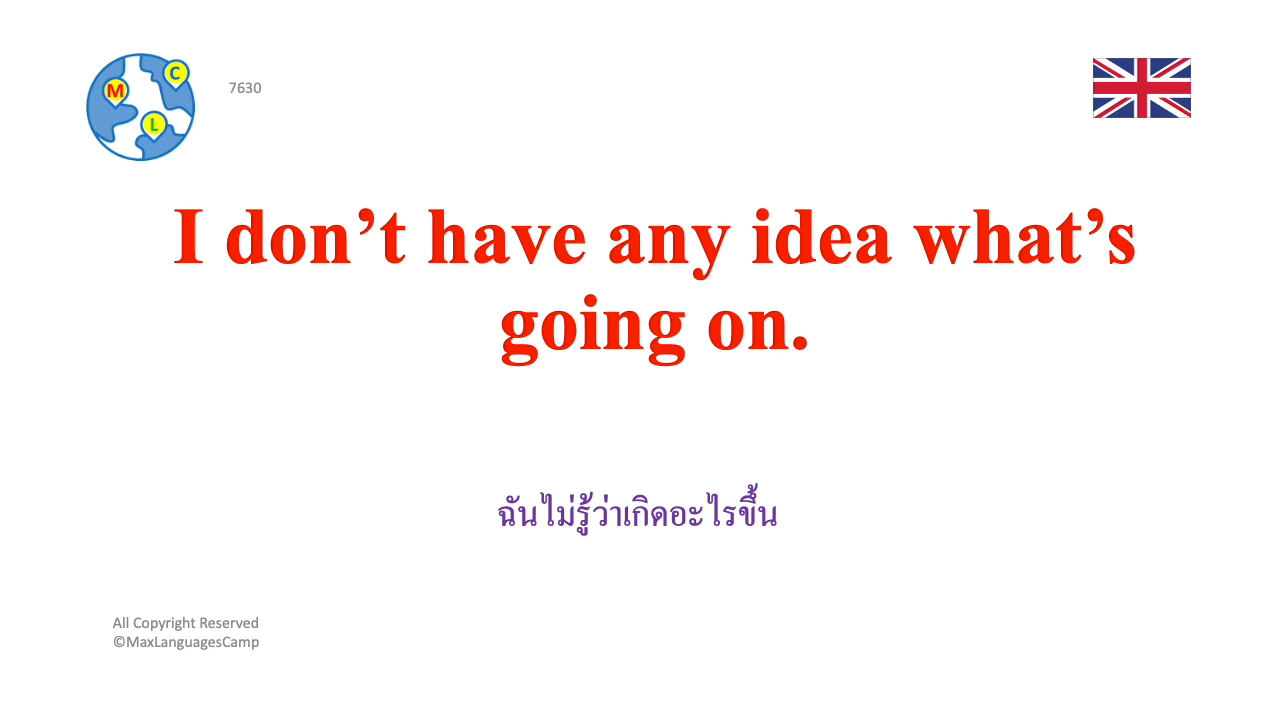 C
M
L
7630
I don’t have any idea what’s
going on.
ฉันไม่รู้ว่าเกิดอะไรขึ้น
All Copyright Reserved
©MaxLanguagesCamp